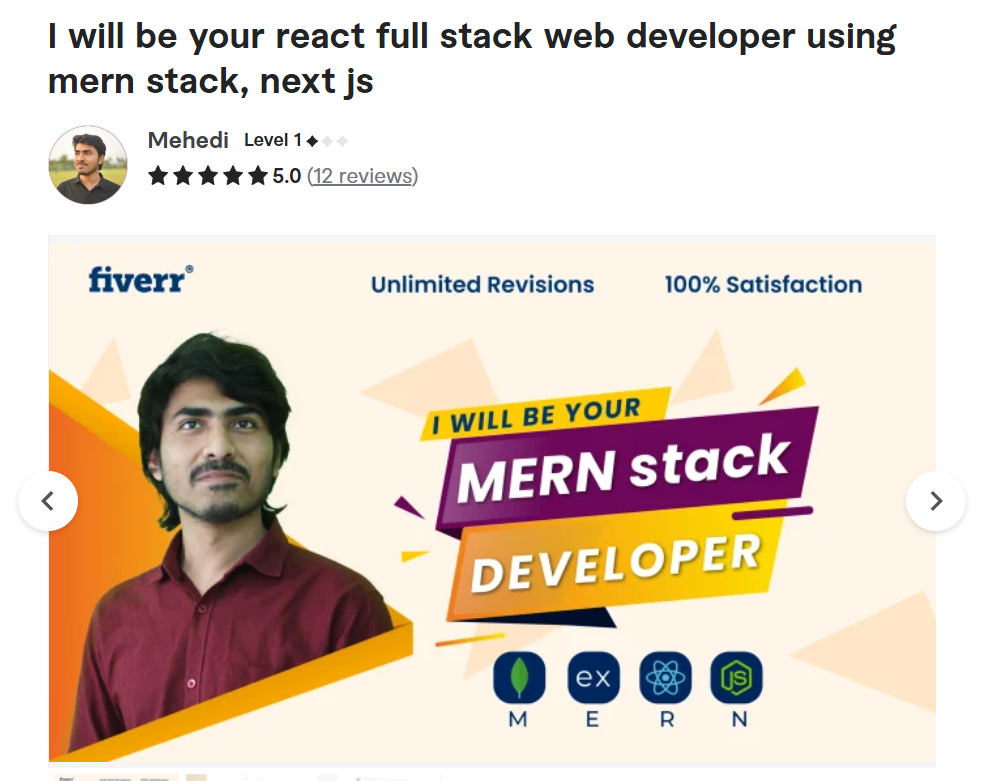 I will be your react full stack web developer using
mern stack, next js
Mehedi Level 1
5.0 (12 reviews)
fiverr®
Unlimited Revisions 100% Satisfaction
I WILL BE YOUR
MERN stack
DEVELOPER
ex
JS
M E R N